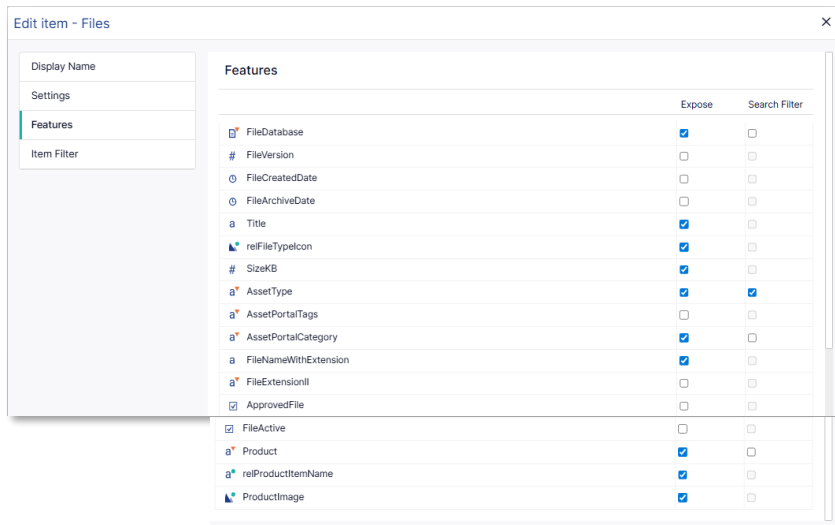 Edit item - Files
Display Name
Settings
Features
Item Filter
Features
Expose Search Filter
FileDatabase
# FileVersion
FileCreatedDate
FileArchiveDate
a Title
relFileTypeIcon
# SizeKB
a AssetType
a AssetPortalTags
a AssetPortalCategory
a FileNameWithExtension
a FileExtensionII
ApprovedFile
FileActive
a Product
a relProductItemName
ProductImage